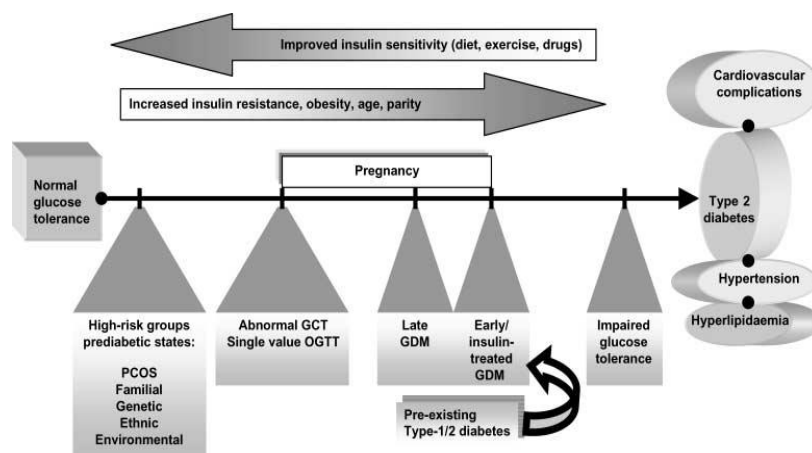 Improved insulin sensitivity (diet, exercise, drugs)
Increased insulin resistance, obesity, age, parity
Cardiovascular
complications
Pregnancy
Normal
glucose
tolerance
Type 2
diabetes
Hypertension
Hyperlipidaemia
High-risk groups
prediabetic states:
PCOS
Familial
Genetic
Ethnic
Environmental
Abnormal GCT
Single value OGTT
Late
GDM
Early/
insulin-
treated
GDM
Impaired
glucose
tolerance
Pre-existing
Type-1/2 diabetes